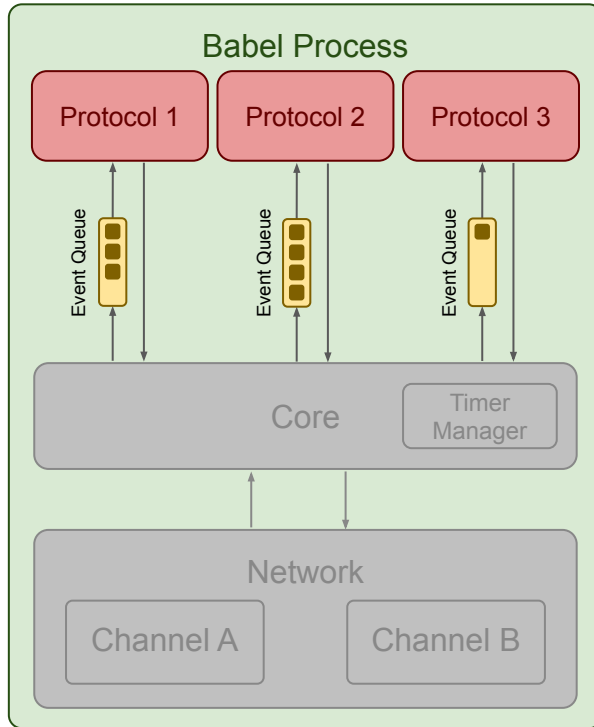 Babel Process
Protocol 1
Protocol 2
Protocol 3
Event Queue
Event Queue
Event Queue
Core
Timer
Manager
Network
Channel A
Channel B